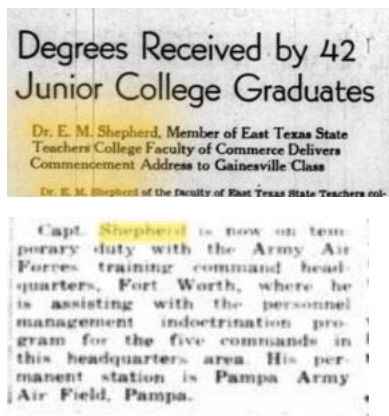 Degrees Received by 42
Junior College Graduates
Dr. E. M. Shepherd, Member of East Texas State
Teachers College Faculty of Commerce Delivers
Commencement Address to Gainesville Class
Dr. E. M. Shepherd of the faculty of East Texas State Teachers col-
Capt. Shepherd is now on tem-
porary duty with the Army Air
Forces training command head-
quarters, Fort Worth, where he
is assisting with the personnel
management indoctrination pro-
gram for the five commands in
this headquarters area. His per-
manent station is Pampa Army
Air Field, Pampa.